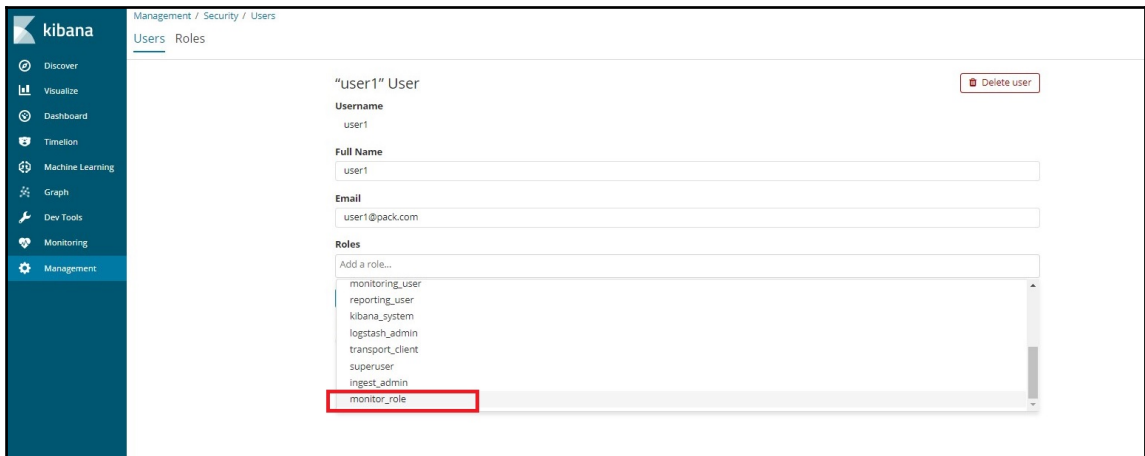 kibana
Discover
Visualize
Dashboard
Timelion
Machine Learning
Graph
Dev Tools
Monitoring
Management
Management / Security / Users
Users Roles
“user1” User
Delete user
Username
user1
Full Name
user1
Email
user1@pack.com
Roles
Add a role...
monitoring_user
reporting_user
kibana_system
logstash_admin
transport_client
superuser
ingest_admin
monitor_role